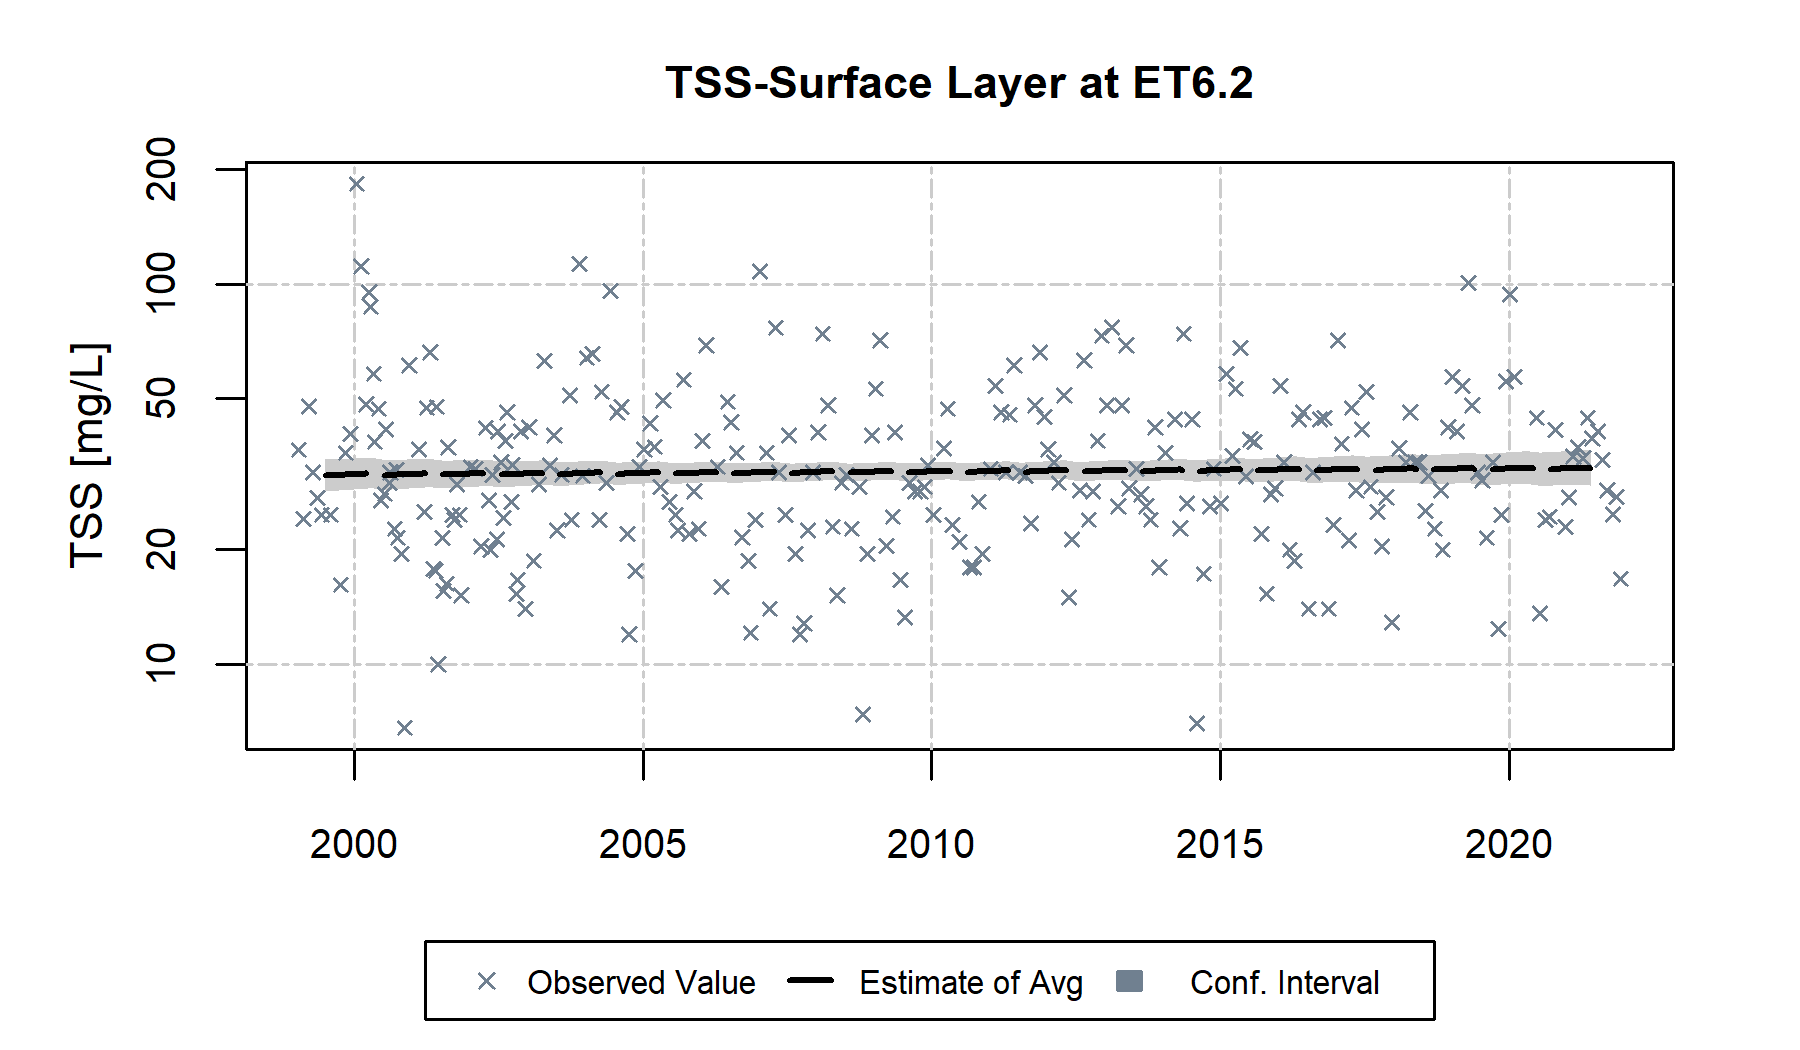 TSS-Surface Layer at ET6.2
TSS [mg/L]
200
100
50
20
10
2000 2005 2010 2015 2020
Observed Value Estimate of Avg Conf. Interval